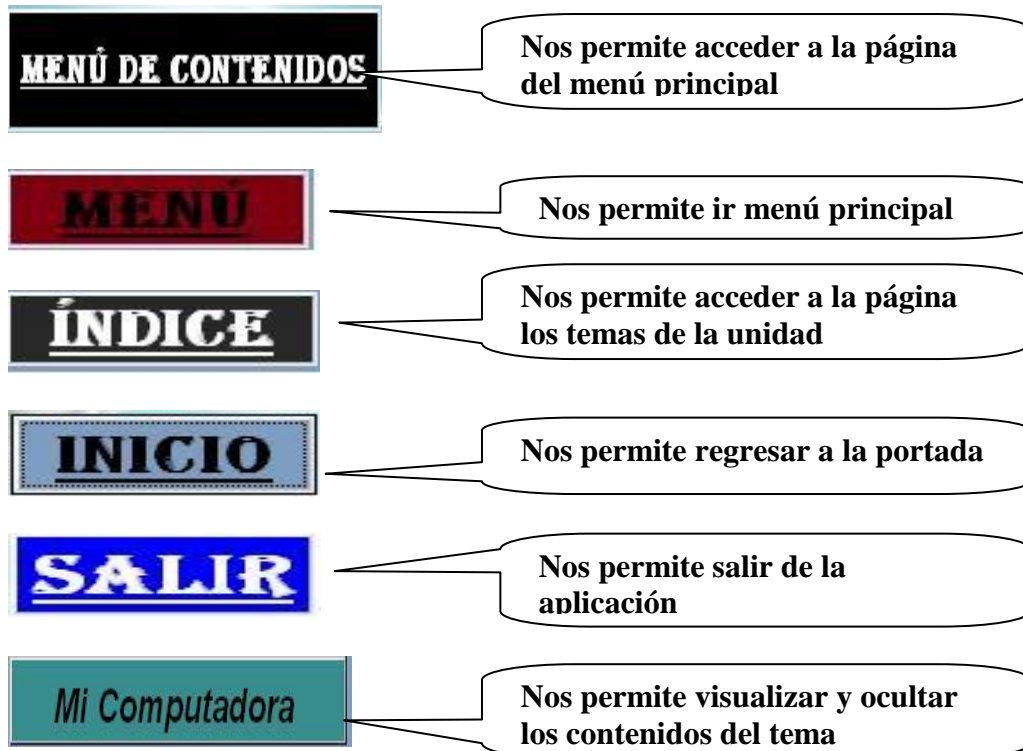 MENÚ DE CONTENIDOS
Nos permite acceder a la página
del menú principal
MENÚ
Nos permite ir menú principal
ÍNDICE
Nos permite acceder a la página
los temas de la unidad
INICIO
Nos permite regresar a la portada
SALIR
Nos permite salir de la
aplicación
Mi Computadora
Nos permite visualizar y ocultar
los contenidos del tema